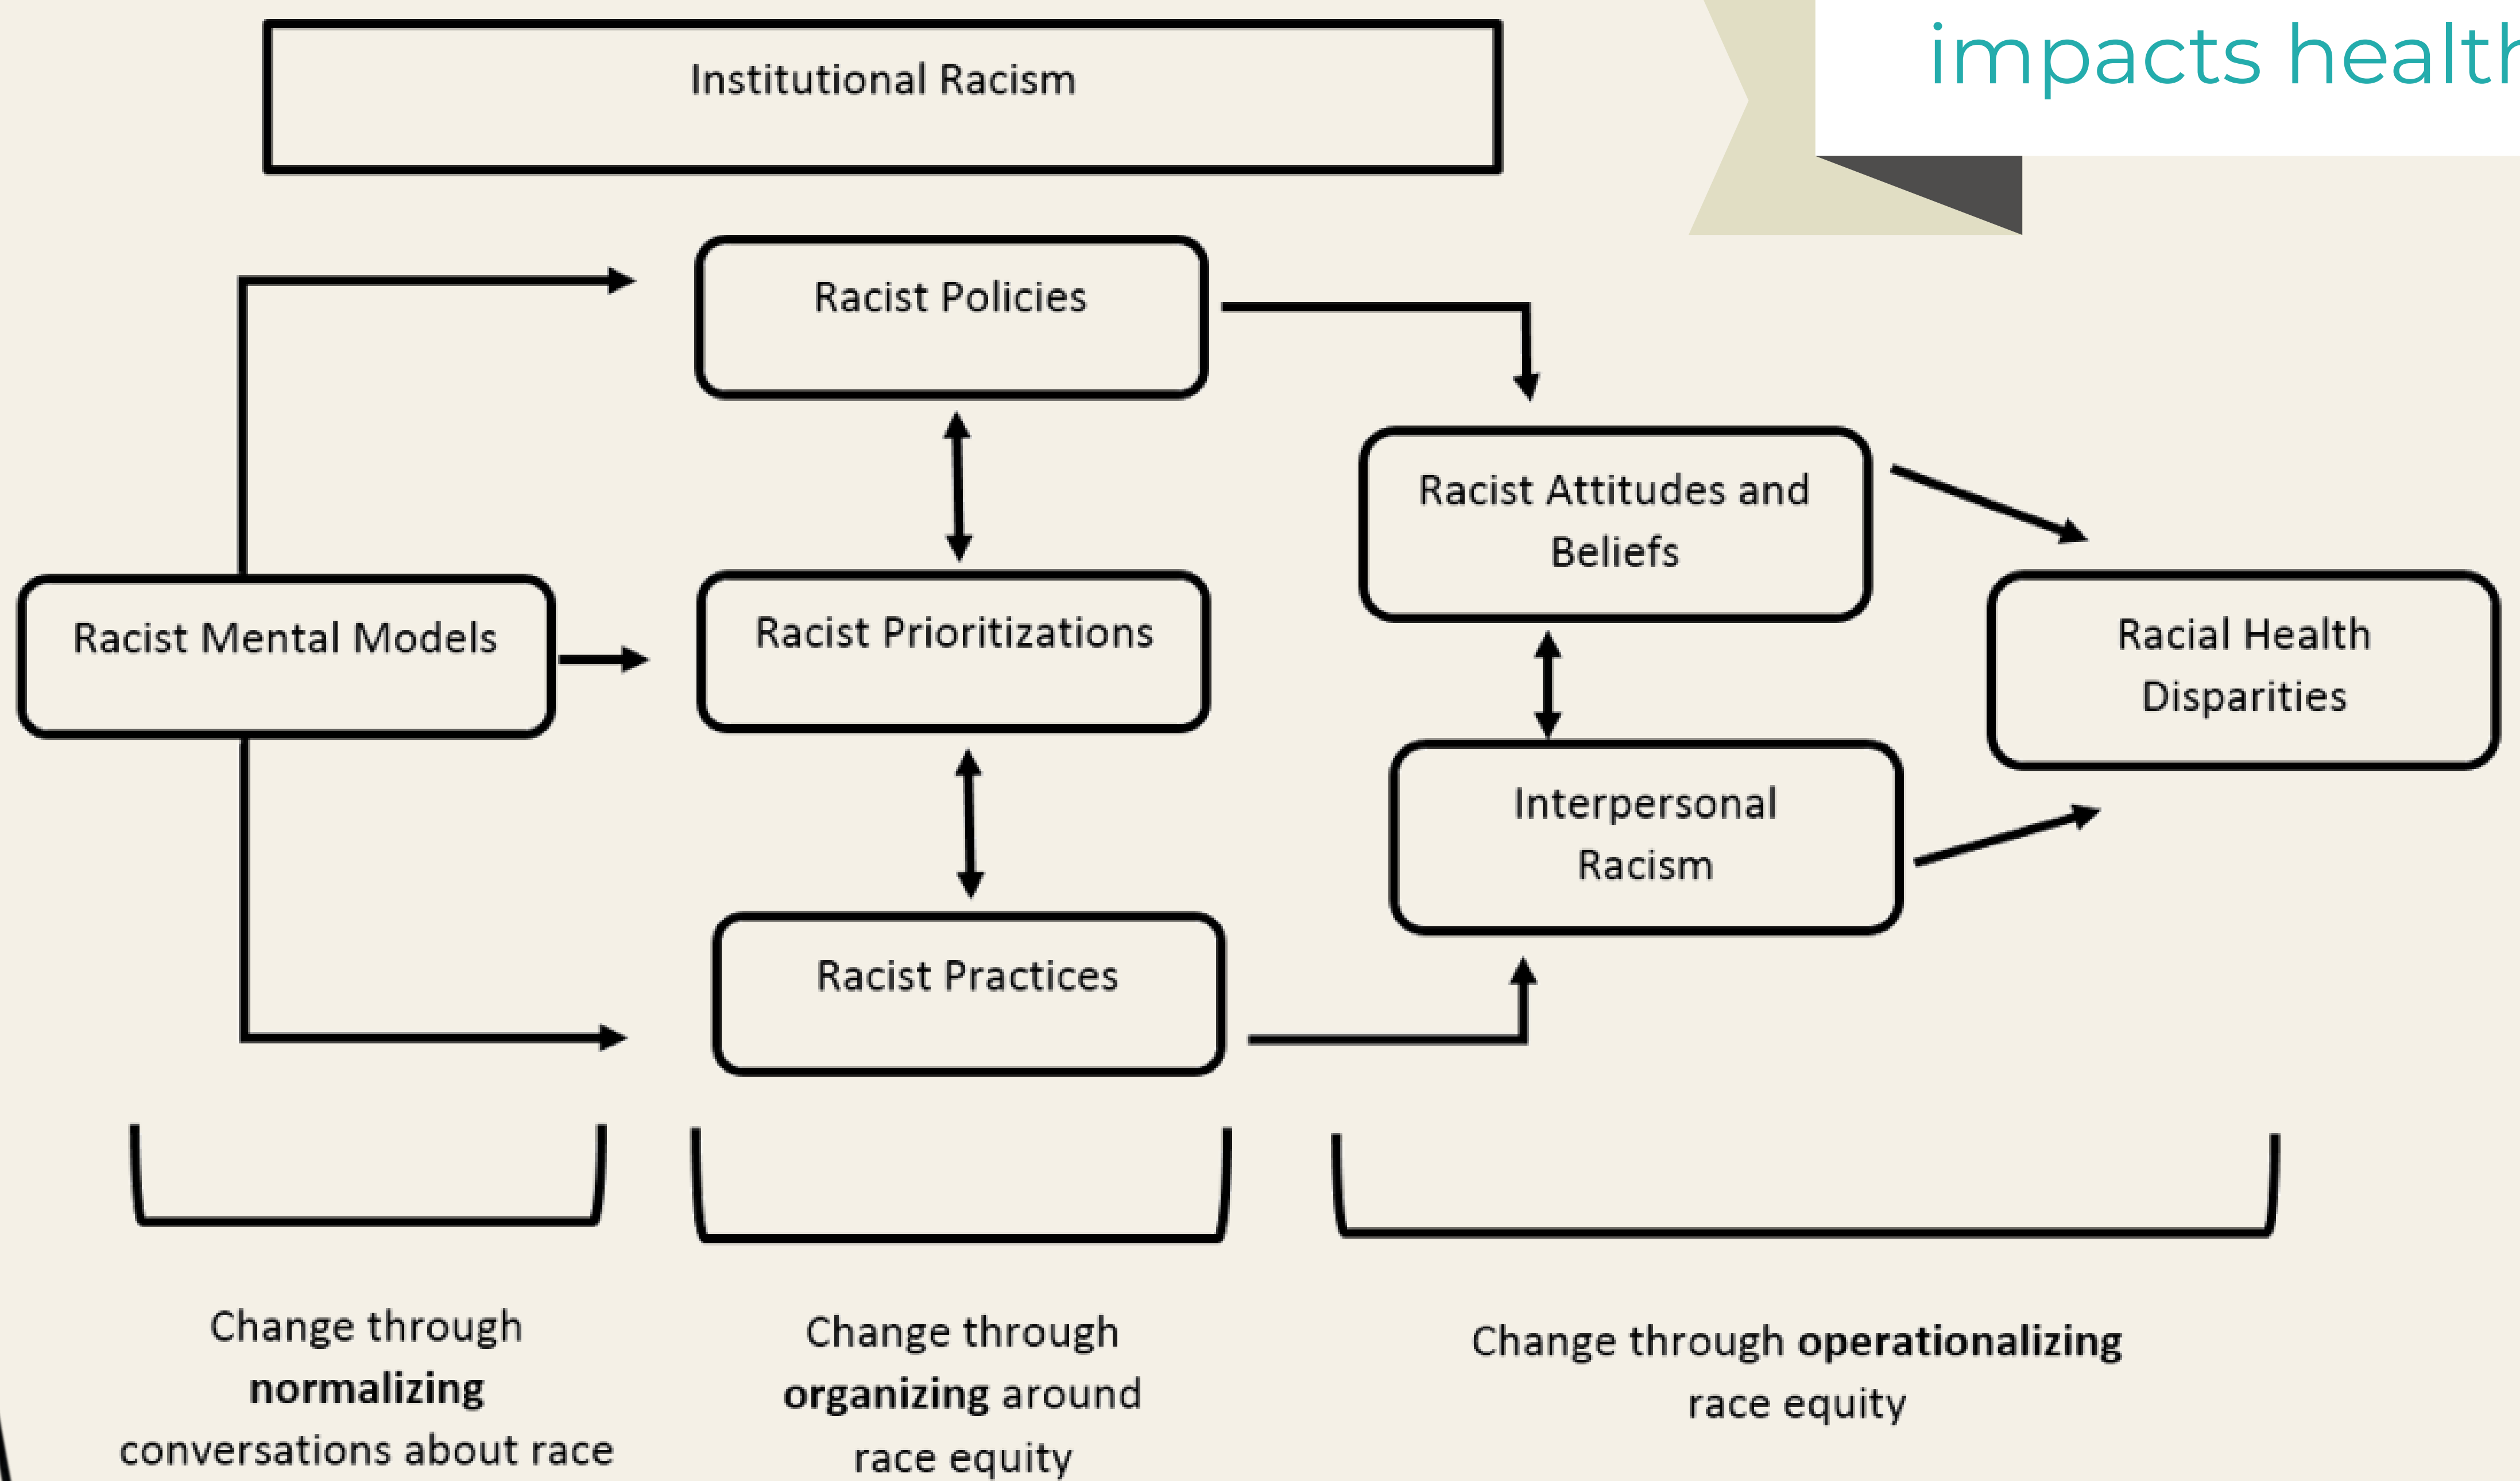 impacts health
Institutional Racism
Racist Policies
Racist Attitudes and
Beliefs
Racist Mental Models
Racist Prioritizations
Racial Health
Disparities
Interpersonal
Racism
Racist Practices
Change through
normalizing
conversations about race
Change through
organizing around
race equity
Change through operationalizing
race equity